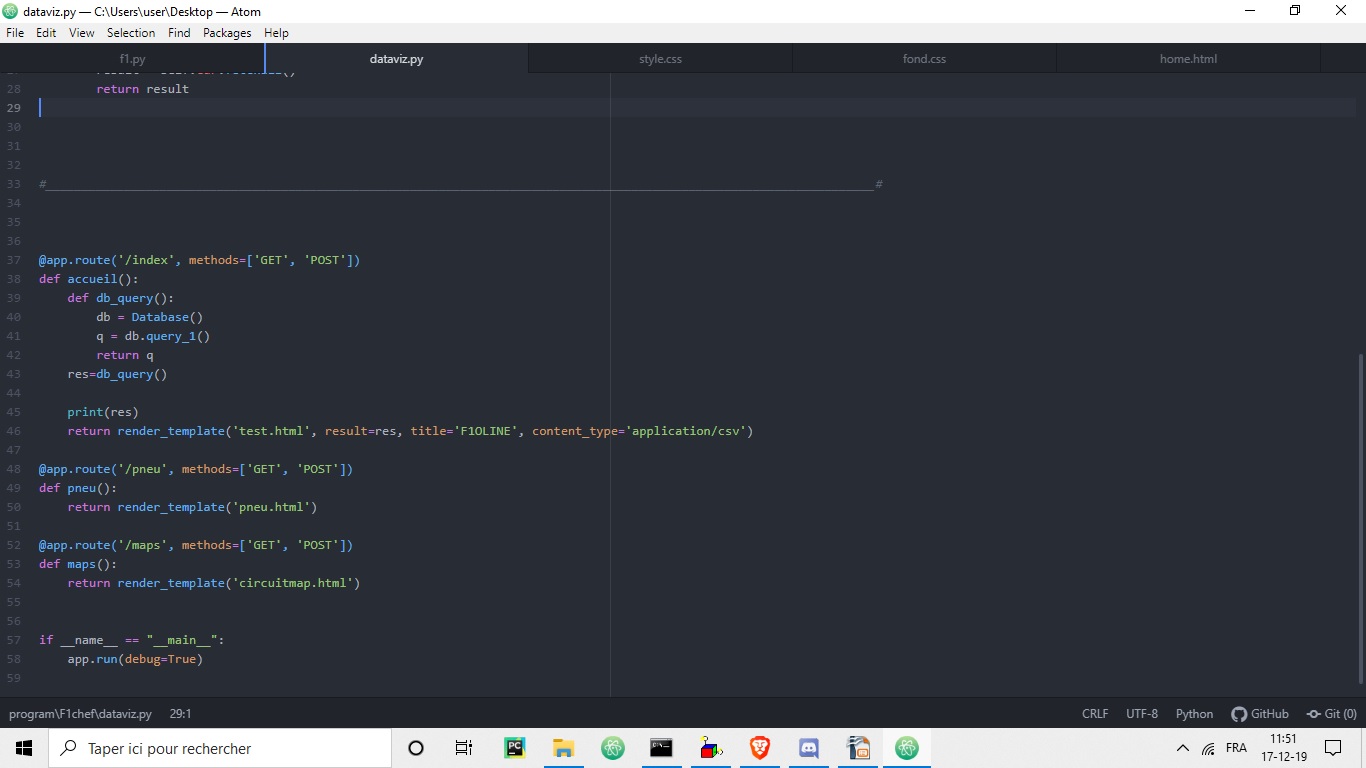 dataviz.py — C:\Users\user\Desktop — Atom
File Edit View Selection Find Packages Help
f1.py dataviz.py style.css fond.css home.html
28 return result
29
30
31
32
33 #______________________________________________________________________________________________________________________#
34
35
36
37 @app.route('/index', methods=['GET', 'POST'])
38 def accueil():
39 def db_query():
40 db = Database()
41 q = db.query_1()
42 return q
43 res=db_query()
44
45 print(res)
46 return render_template('test.html', result=res, title='F1OLINE', content_type='application/csv')
47
48 @app.route('/pneu', methods=['GET', 'POST'])
49 def pneu():
50 return render_template('pneu.html')
51
52 @app.route('/maps', methods=['GET', 'POST'])
53 def maps():
54 return render_template('circuitmap.html')
55
56
57 if __name__ == "__main__":
58 app.run(debug=True)
59
program\F1chef\dataviz.py 29:1 CRLF UTF-8 Python GitHub Git (0)
Taper ici pour rechercher PC FRA 11:51
17-12-19